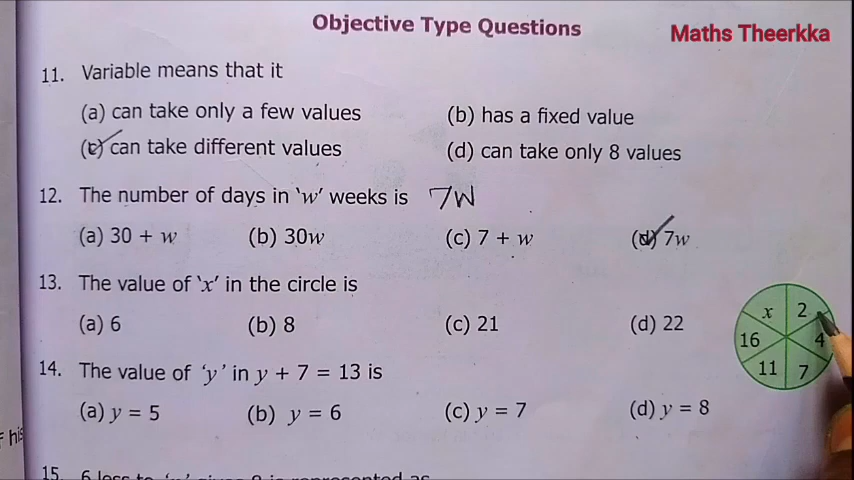 Objective Type Questions
Maths Theerkka
11. Variable means that it
(a) can take only a few values (b) has a fixed value
(c) can take different values (d) can take only 8 values
12. The number of days in ‘w’ weeks is 7W
(a) 30 + w (b) 30w (c) 7 + w (d) 7w
13. The value of ‘x’ in the circle is
(a) 6 (b) 8 (c) 21 (d) 22
x 2
16 4
11 7
14. The value of ‘y’ in y + 7 = 13 is
(a) y = 5 (b) y = 6 (c) y = 7 (d) y = 8
15.